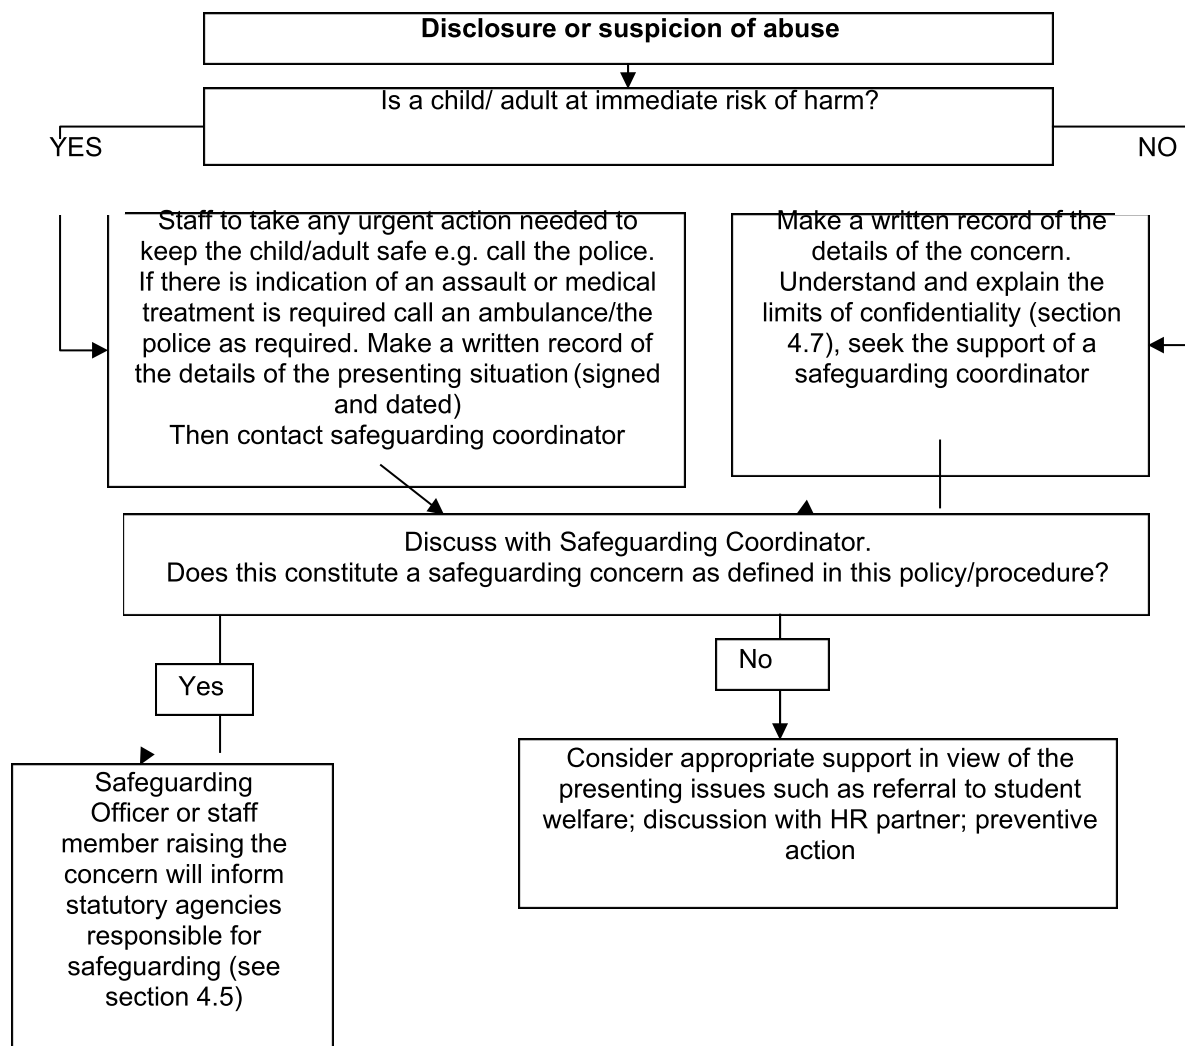 Disclosure or suspicion of abuse
Is a child/ adult at immediate risk of harm?
YES
NO
Staff to take any urgent action needed to
keep the child/adult safe e.g. call the police.
If there is indication of an assault or medical
treatment is required call an ambulance/the
police as required. Make a written record of
the details of the presenting situation (signed
and dated)
Then contact safeguarding coordinator
Make a written record of the
details of the concern.
Understand and explain the
limits of confidentiality (section
4.7), seek the support of a
safeguarding coordinator
Discuss with Safeguarding Coordinator.
Does this constitute a safeguarding concern as defined in this policy/procedure?
Yes
No
Safeguarding
Officer or staff
member raising the
concern will inform
statutory agencies
responsible for
safeguarding (see
section 4.5)
Consider appropriate support in view of the
presenting issues such as referral to student
welfare; discussion with HR partner; preventive
action